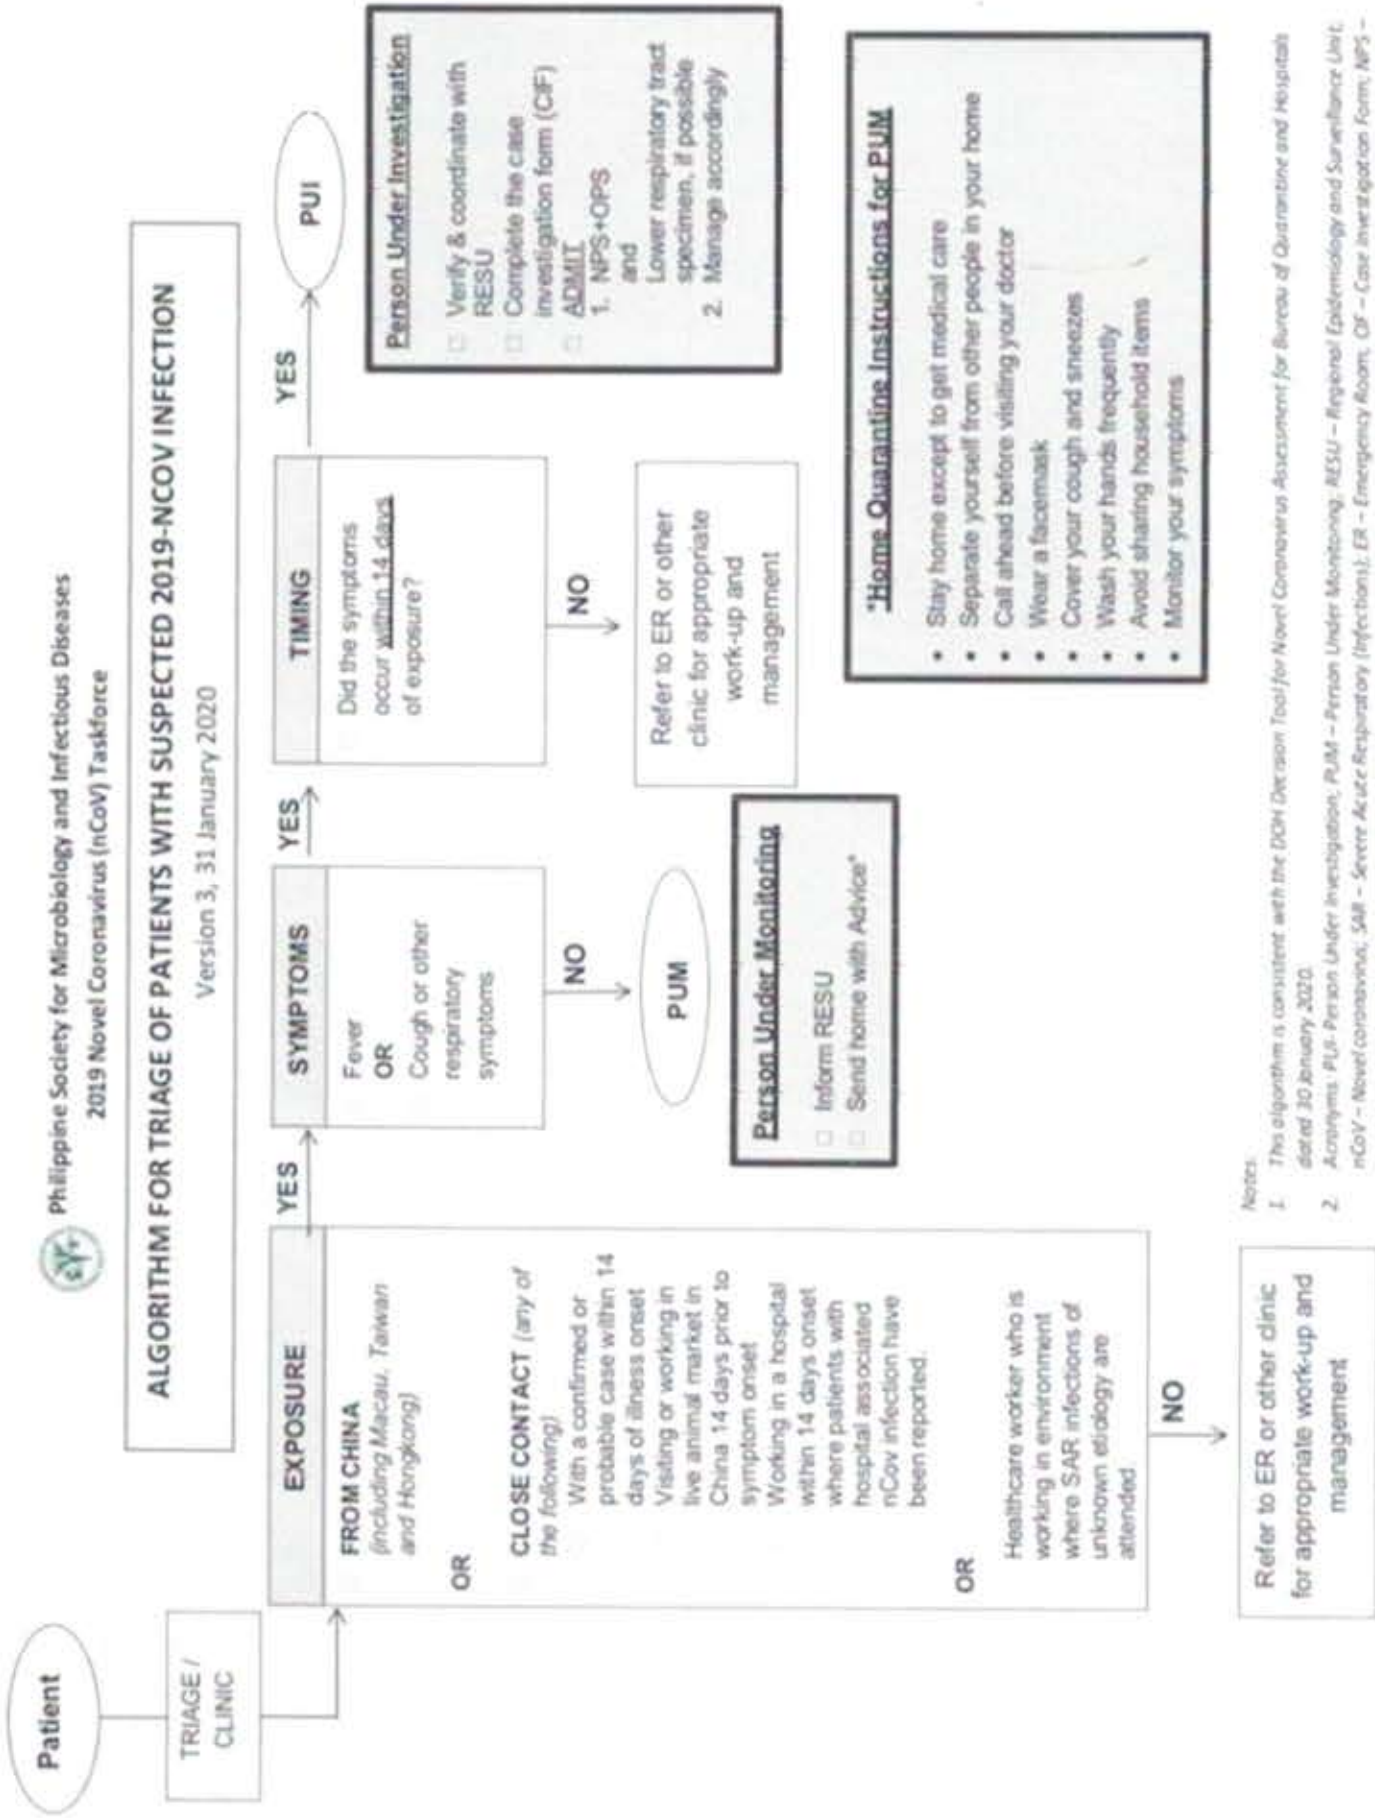 Philippine Society for Microbiology and Infectious Diseases
2019 Novel Coronavirus (nCoV) Taskforce
ALGORITHM FOR TRIAGE OF PATIENTS WITH SUSPECTED 2019-NCOV INFECTION
Version 3, 31 January 2020
Patient
TRIAGE /
CLINIC
EXPOSURE
FROM CHINA
(including Macau, Taiwan
and Hongkong)
OR
CLOSE CONTACT (any of
the following)
With a confirmed or
probable case within 14
days of illness onset
Visiting or working in
live animal market in
China 14 days prior to
symptom onset
Working in a hospital
within 14 days onset
where patients with
hospital associated
nCov infection have
been reported.
OR
Healthcare worker who is
working in environment
where SAR infections of
unknown etiology are
attended
NO
Refer to ER or other clinic
for appropriate work-up and
management
YES
SYMPTOMS
Fever
OR
Cough or other
respiratory
symptoms
NO
PUM
Person Under Monitoring
□ Inform RESU
□ Send home with Advice*
YES
TIMING
Did the symptoms
occur within 14 days
of exposure?
NO
Refer to ER or other
clinic for appropriate
work-up and
management
YES
PUI
Person Under Investigation
□ Verify & coordinate with
RESU
□ Complete the case
investigation form (CIF)
□ ADMIT
1. NPS+OPS
and
Lower respiratory tract
specimen, if possible
2. Manage accordingly
*Home Quarantine Instructions for PUM
• Stay home except to get medical care
• Separate yourself from other people in your home
• Call ahead before visiting your doctor
• Wear a facemask
• Cover your cough and sneezes
• Wash your hands frequently
• Avoid sharing household items
• Monitor your symptoms
Notes:
1. This algorithm is consistent with the DOH Decision Tool for Novel Coronavirus Assessment for Bureau of Quarantine and Hospitals
dated 30 January 2020.
2. Acronyms: PUI- Person Under Investigation, PUM – Person Under Monitoring, RESU – Regional Epidemiology and Surveillance Unit,
nCoV – Novel coronavirus, SAR – Severe Acute Respiratory (Infections), ER – Emergency Room, CIF – Case Investigation Form, NPS –